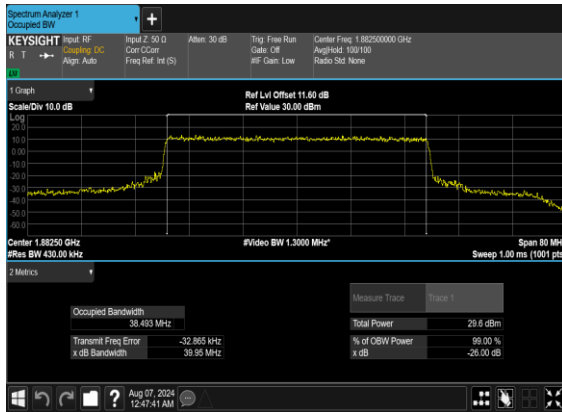 Spectrum Analyzer 1
Occupied BW
+
KEYSIGHT
R T
Input: RF
Coupling: DC
Align: Auto
Input Z: 50 Ω
Corr CCorr
Freq Ref: Int (S)
Atten: 30 dB
Trig: Free Run
Gate: Off
#IF Gain: Low
Center Freq: 1.882500000 GHz
Avg|Hold: 100/100
Radio Std: None
1 Graph
Scale/Div 10.0 dB
Ref Lvl Offset 11.60 dB
Ref Value 30.00 dBm
Log
20.0
10.0
0.00
-10.0
-20.0
-30.0
-40.0
-50.0
-60.0
Center 1.88250 GHz
#Res BW 430.00 kHz
#Video BW 1.3000 MHz*
Span 80 MH
Sweep 1.00 ms (1001 pts
2 Metrics
Measure Trace
Trace 1
Occupied Bandwidth
38.493 MHz
Total Power
29.6 dBm
Transmit Freq Error
-32.865 kHz
% of OBW Power
99.00 %
x dB Bandwidth
39.95 MHz
x dB
-26.00 dB
?
Aug 07, 2024
12:47:41 AM